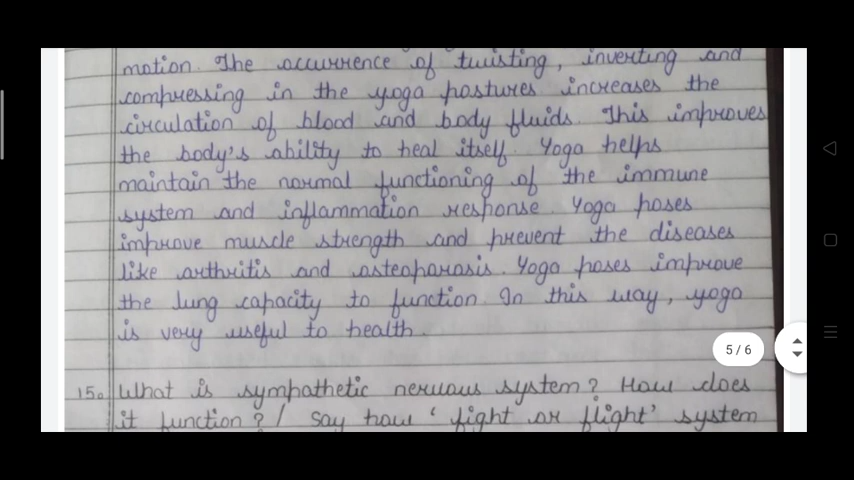 motion. The occurrence of twisting, inverting and
compressing in the yoga postures increases the
circulation of blood and body fluids. This improves
the body's ability to heal itself. Yoga helps
maintain the normal functioning of the immune
system and inflammation response. Yoga poses
improve muscle strength and prevent the diseases
like arthritis and osteoporosis. Yoga poses improve
the lung capacity to function. In this way, yoga
is very useful to health.
5 / 6
15. What is sympathetic nervous system? How does
it function? / Say how 'fight or flight' system